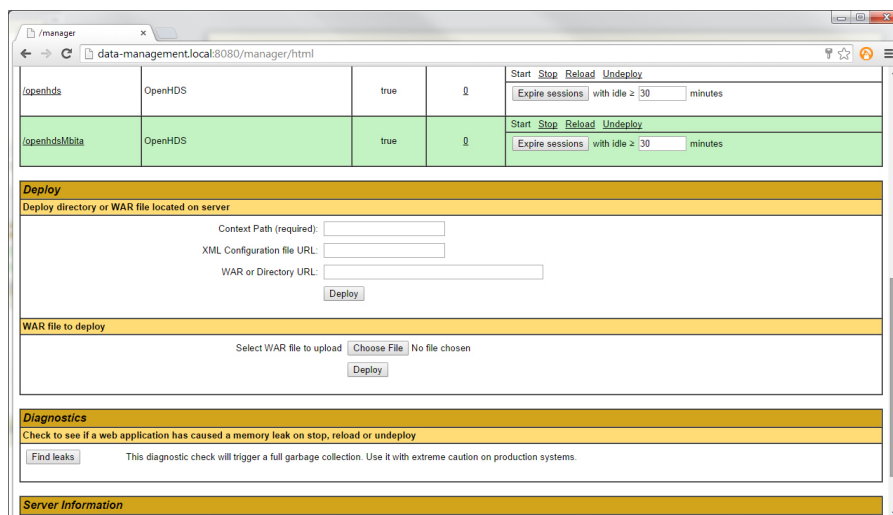 /manager
data-management.local:8080/manager/html
Start Stop Reload Undeploy
/openhds OpenHDS true 0
Expire sessions with idle ≥ 30 minutes
Start Stop Reload Undeploy
/openhdsMbita OpenHDS true 0
Expire sessions with idle ≥ 30 minutes
Deploy
Deploy directory or WAR file located on server
Context Path (required):
XML Configuration file URL:
WAR or Directory URL:
Deploy
WAR file to deploy
Select WAR file to upload Choose File No file chosen
Deploy
Diagnostics
Check to see if a web application has caused a memory leak on stop, reload or undeploy
Find leaks This diagnostic check will trigger a full garbage collection. Use it with extreme caution on production systems.
Server Information